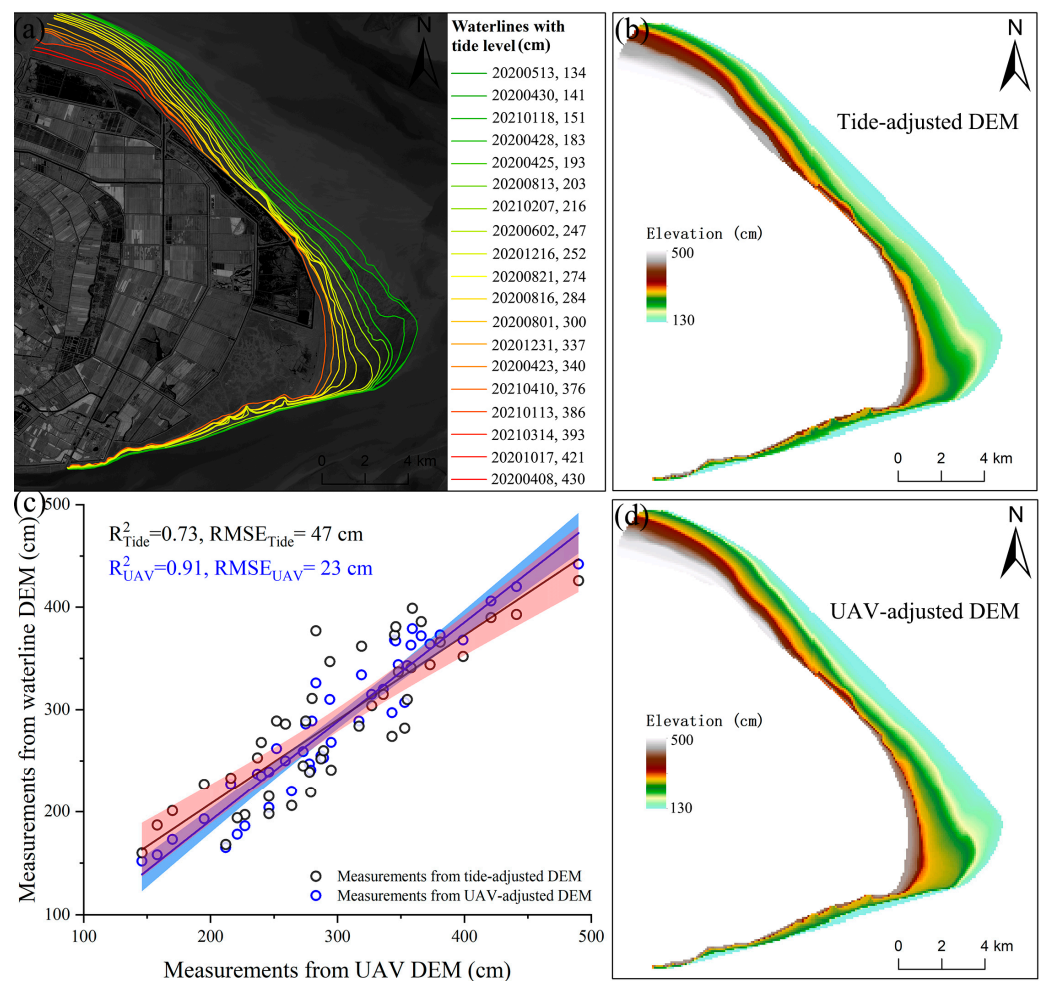 (a)
N
Waterlines with
tide level (cm)
20200513, 134
20200430, 141
20210118, 151
20200428, 183
20200425, 193
20200813, 203
20210207, 216
20200602, 247
20201216, 252
20200821, 274
20200816, 284
20200801, 300
20201231, 337
20200423, 340
20210410, 376
20210113, 386
20210314, 393
20201017, 421
20200408, 430
0 2 4 km
(b)
N
Tide-adjusted DEM
Elevation (cm)
500
130
0 2 4 km
(c)
R²Tide=0.73, RMSETide= 47 cm
R²UAV=0.91, RMSEUAV= 23 cm
Measurements from waterline DEM (cm)
500
400
300
200
100
100 200 300 400 500
Measurements from tide-adjusted DEM
Measurements from UAV-adjusted DEM
Measurements from UAV DEM (cm)
(d)
N
UAV-adjusted DEM
Elevation (cm)
500
130
0 2 4 km